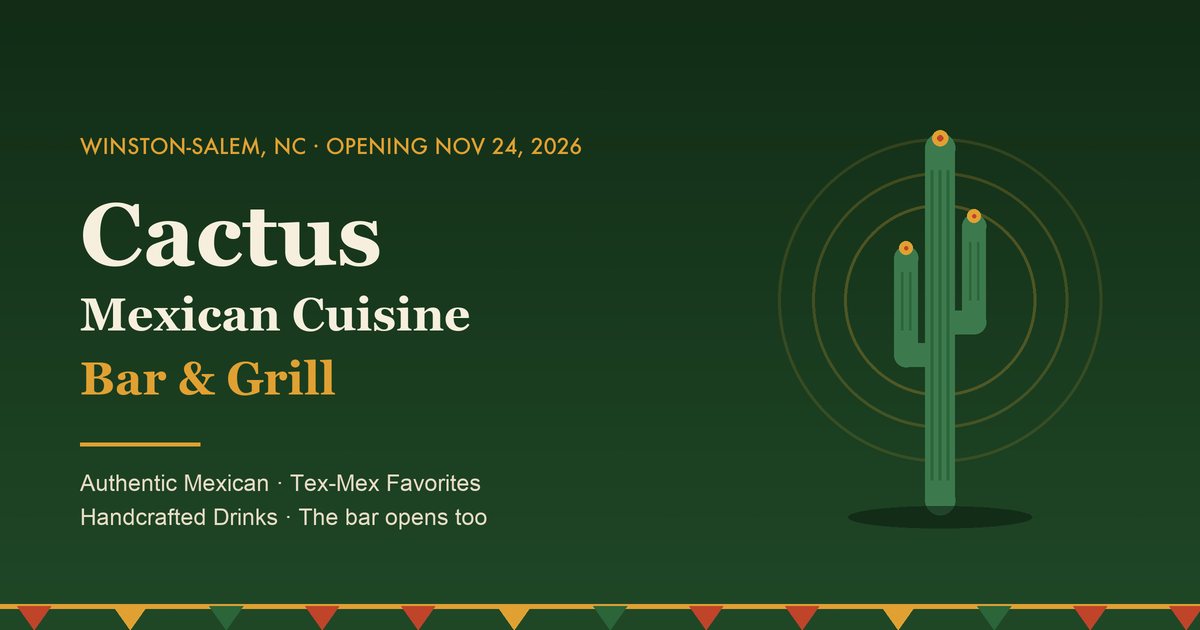 WINSTON-SALEM, NC · OPENING NOV 24, 2026
Cactus
Mexican Cuisine
Bar & Grill
Authentic Mexican · Tex-Mex Favorites
Handcrafted Drinks · The bar opens too